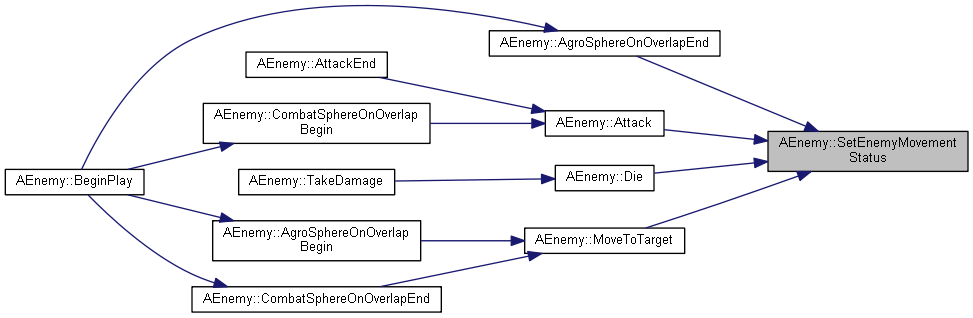 AEnemy::AgroSphereOnOverlapEnd
AEnemy::AttackEnd
AEnemy::CombatSphereOnOverlap
Begin
AEnemy::Attack
AEnemy::SetEnemyMovement
Status
AEnemy::BeginPlay
AEnemy::TakeDamage
AEnemy::Die
AEnemy::AgroSphereOnOverlap
Begin
AEnemy::MoveToTarget
AEnemy::CombatSphereOnOverlapEnd